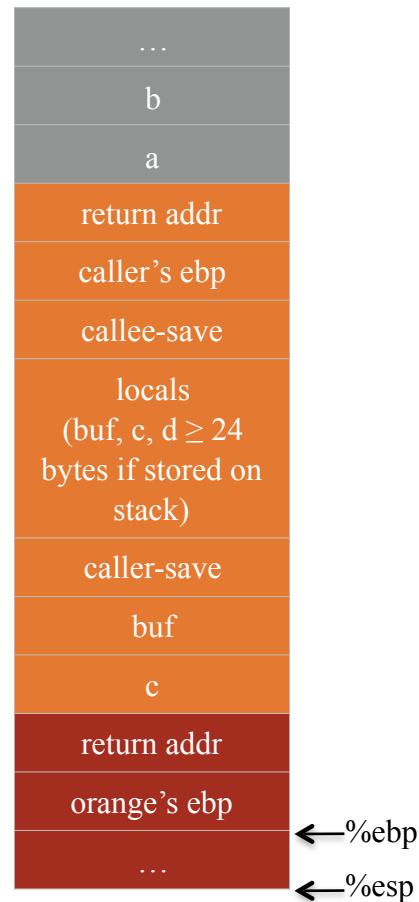 …
b
a
return addr
caller’s ebp
callee-save
locals
(buf, c, d ≥ 24
bytes if stored on
stack)
caller-save
buf
c
return addr
orange’s ebp
%ebp
…
%esp